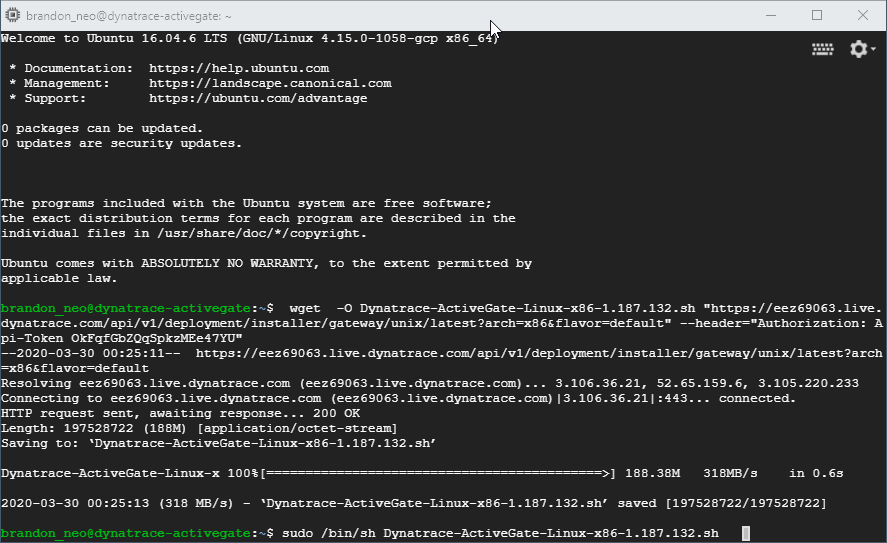 brandon_neo@dynatrace-activegate: ~
Welcome to Ubuntu 16.04.6 LTS (GNU/Linux 4.15.0-1058-gcp x86_64)
* Documentation:  https://help.ubuntu.com
* Management:     https://landscape.canonical.com
* Support:        https://ubuntu.com/advantage
0 packages can be updated.
0 updates are security updates.
The programs included with the Ubuntu system are free software;
the exact distribution terms for each program are described in the
individual files in /usr/share/doc/*/copyright.
Ubuntu comes with ABSOLUTELY NO WARRANTY, to the extent permitted by
applicable law.
brandon_neo@dynatrace-activegate:~$  wget  -O Dynatrace-ActiveGate-Linux-x86-1.187.132.sh "https://eez69063.live.
dynatrace.com/api/v1/deployment/installer/gateway/unix/latest?arch=x86&flavor=default" --header="Authorization: A
pi-Token OkFqfGbZQqSpkzMEe47YU"
--2020-03-30 00:25:11--  https://eez69063.live.dynatrace.com/api/v1/deployment/installer/gateway/unix/latest?arch
=x86&flavor=default
Resolving eez69063.live.dynatrace.com (eez69063.live.dynatrace.com)... 3.106.36.21, 52.65.159.6, 3.105.220.233
Connecting to eez69063.live.dynatrace.com (eez69063.live.dynatrace.com)|3.106.36.21|:443... connected.
HTTP request sent, awaiting response... 200 OK
Length: 197528722 (188M) [application/octet-stream]
Saving to: ‘Dynatrace-ActiveGate-Linux-x86-1.187.132.sh’
Dynatrace-ActiveGate-Linux-x 100%[===========================================>] 188.38M   318MB/s    in 0.6s
2020-03-30 00:25:13 (318 MB/s) - ‘Dynatrace-ActiveGate-Linux-x86-1.187.132.sh’ saved [197528722/197528722]
brandon_neo@dynatrace-activegate:~$ sudo /bin/sh Dynatrace-ActiveGate-Linux-x86-1.187.132.sh